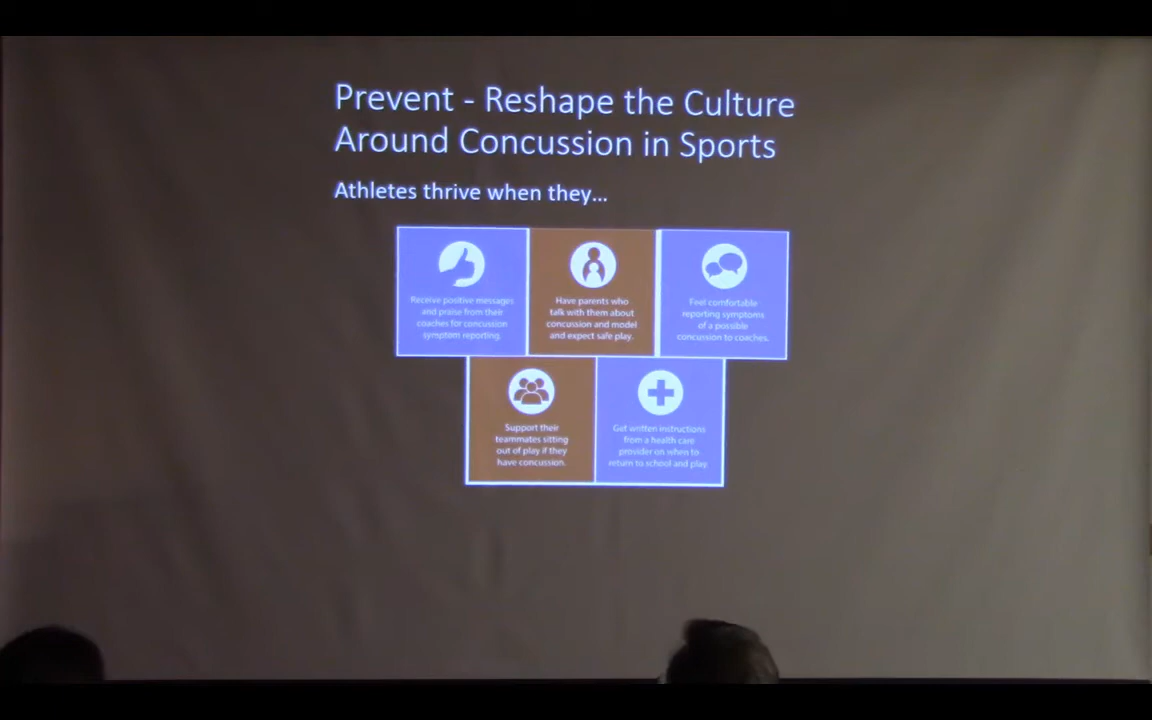 Prevent - Reshape the Culture
Around Concussion in Sports
Athletes thrive when they...
Receive positive messages
and praise from their
coaches for concussion
symptom reporting.
Have parents who
talk with them about
concussion and model
and expect safe play.
Feel comfortable
reporting symptoms
of a possible
concussion to coaches.
Support their
teammates sitting
out of play if they
have concussion.
Get written instructions
from a health care
provider on when to
return to school and play